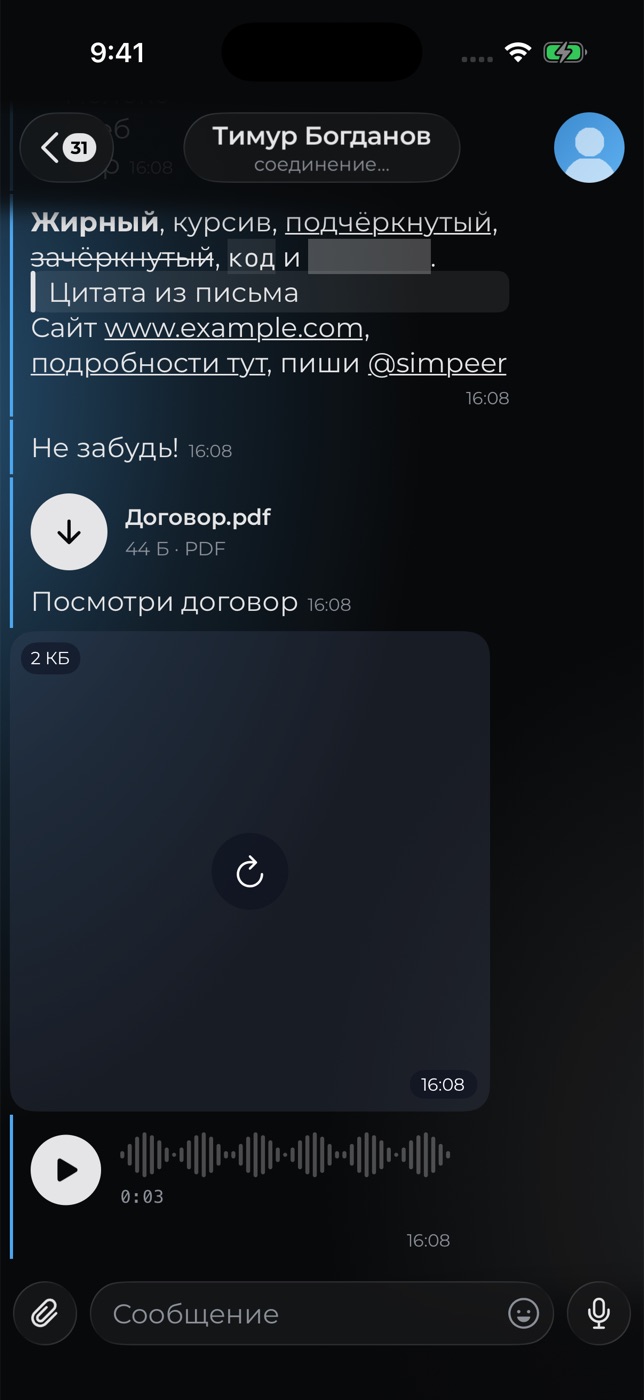 9:41
31
Тимур Богданов
соединение...
16:08
Жирный, курсив, подчёркнутый,
зачёркнутый, код и .
Цитата из письма
Сайт www.example.com,
подробности тут, пиши @simpeer
16:08
Не забудь! 16:08
Договор.pdf
44 Б · PDF
Посмотри договор 16:08
2 КБ
16:08
0:03
16:08
Сообщение